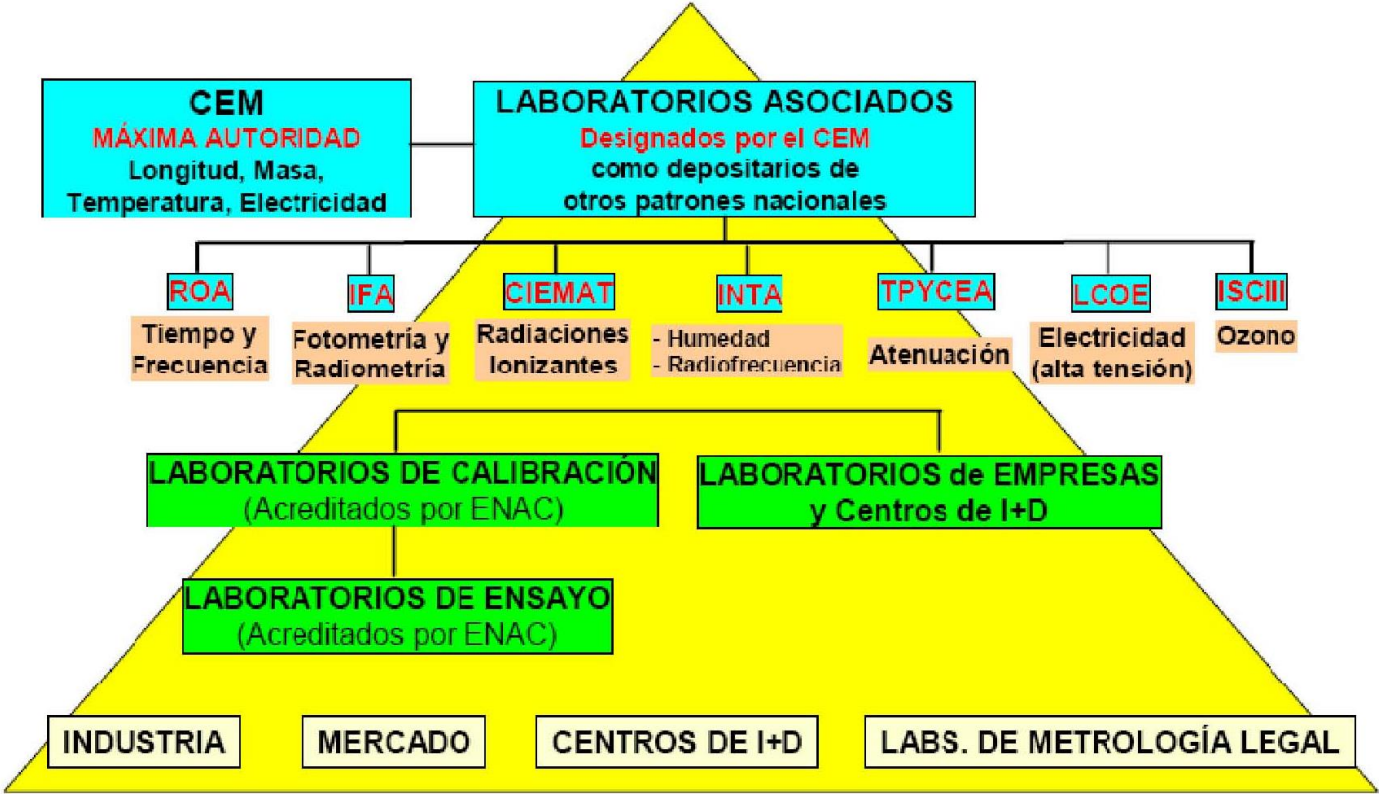 CEM
MÁXIMA AUTORIDAD
Longitud, Masa,
Temperatura, Electricidad
LABORATORIOS ASOCIADOS
Designados por el CEM
como depositarios de
otros patrones nacionales
ROA
Tiempo y
Frecuencia
IFA
Fotometría y
Radiometría
CIEMAT
Radiaciones
Ionizantes
INTA
- Humedad
- Radiofrecuencia
TPYCEA
Atenuación
LCOE
Electricidad
(alta tensión)
ISCIII
Ozono
LABORATORIOS DE CALIBRACIÓN
(Acreditados por ENAC)
LABORATORIOS de EMPRESAS
y Centros de I+D
LABORATORIOS DE ENSAYO
(Acreditados por ENAC)
INDUSTRIA
MERCADO
CENTROS DE I+D
LABS. DE METROLOGÍA LEGAL